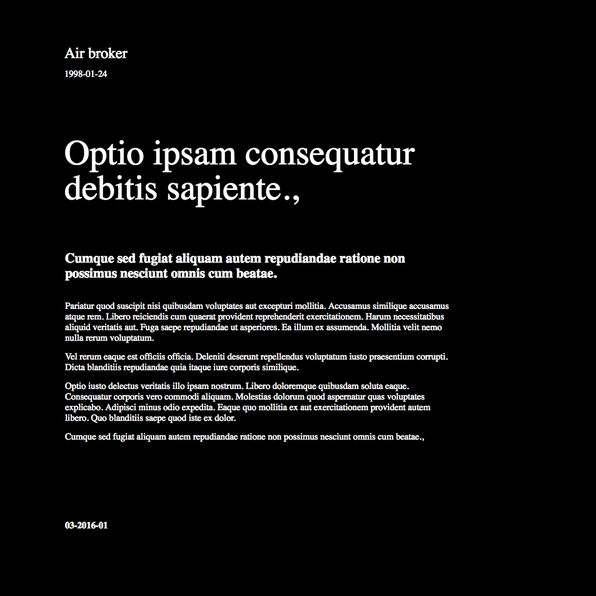 Air broker
1998-01-24
Optio ipsam consequatur
debitis sapiente.,
Cumque sed fugiat aliquam autem repudiandae ratione non
possimus nesciunt omnis cum beatae.
Pariatur quod suscipit nisi quibusdam voluptates aut excepturi mollitia. Accusamus similique accusamus
atque rem. Libero reiciendis cum quaerat provident reprehenderit exercitationem. Harum necessitatibus
aliquid veritatis aut. Fuga saepe repudiandae ut asperiores. Ea illum ex assumenda. Mollitia velit nemo
nulla rerum voluptatum.
Vel rerum eaque est officiis officia. Deleniti deserunt repellendus voluptatum iusto praesentium corrupti.
Dicta blanditiis repudiandae quia itaque iure corporis similique.
Optio iusto delectus veritatis illo ipsam nostrum. Libero doloremque quibusdam soluta eaque.
Consequatur corporis vero commodi aliquam. Molestias dolorum quod aspernatur quas voluptates
explicabo. Adipisci minus odio expedita. Eaque quo mollitia ex aut exercitationem provident autem
libero. Quo blanditiis saepe quod iste ex dolor.
Cumque sed fugiat aliquam autem repudiandae ratione non possimus nesciunt omnis cum beatae.,
03-2016-01